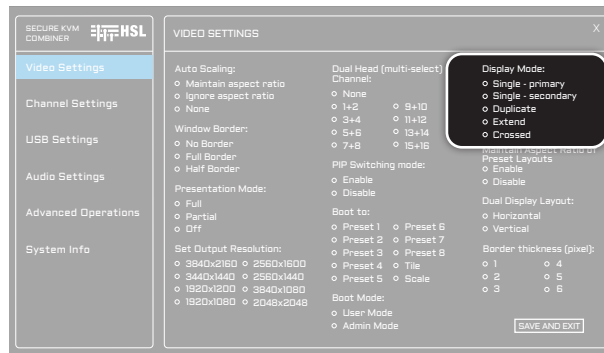 SECURE KVM
COMBINER
HSL
Video Settings
Channel Settings
USB Settings
Audio Settings
Advanced Operations
System Info
VIDEO SETTINGS
X
Auto Scaling:
Maintain aspect ratio
Ignore aspect ratio
None
Window Border:
No Border
Full Border
Half Border
Presentation Mode:
Full
Partial
Off
Set Output Resolution:
3840x2160 2560x1600
3440x1440 2560x1440
1920x1200 3840x1080
1920x1080 2048x2048
Dual Head (multi-select)
Channel:
None
1+2 9+10
3+4 11+12
5+6 13+14
7+8 15+16
PIP Switching mode:
Enable
Disable
Boot to:
Preset 1 Preset 6
Preset 2 Preset 7
Preset 3 Preset 8
Preset 4 Tile
Preset 5 Scale
Boot Mode:
User Mode
Admin Mode
Display Mode:
Single - primary
Single - secondary
Duplicate
Extend
Crossed
Maintain Aspect Ratio of
Preset Layouts
Enable
Disable
Dual Display Layout:
Horizontal
Vertical
Border thickness (pixel):
1 4
2 5
3 6
SAVE AND EXIT